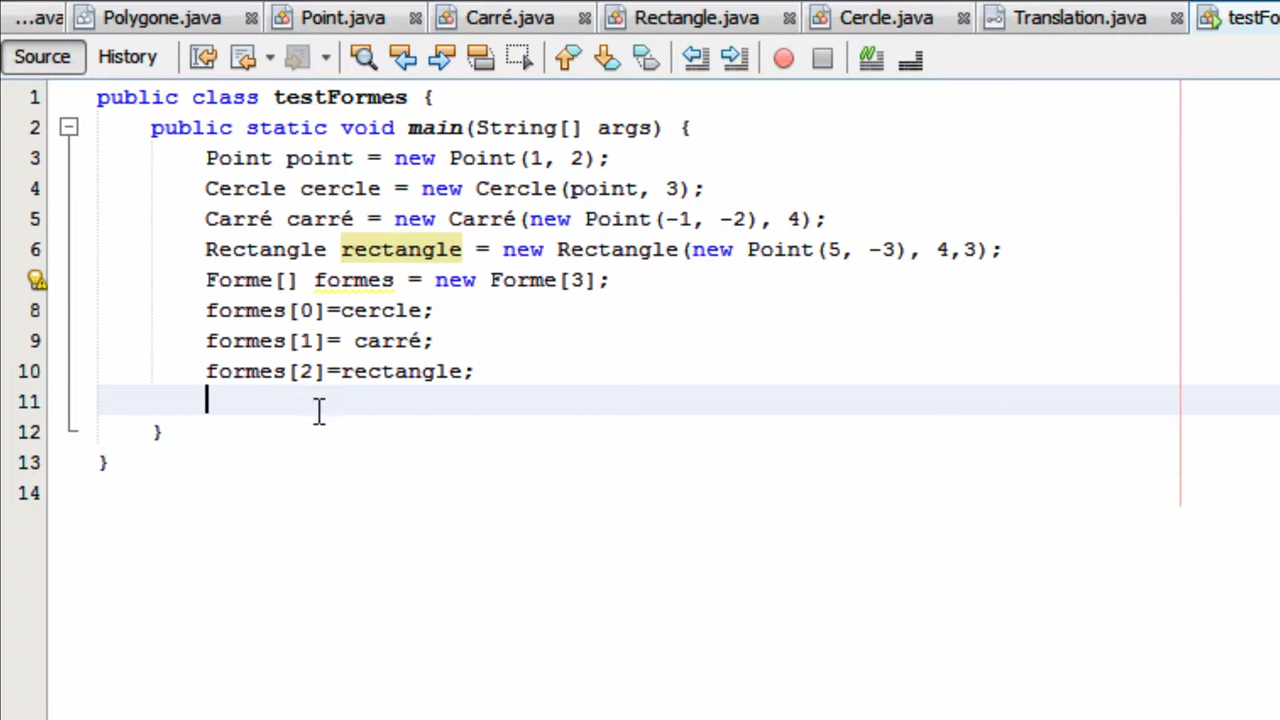 ...ava Polygone.java Point.java Carré.java Rectangle.java Cercle.java Translation.java testFo
Source History
1 public class testFormes {
2 public static void main(String[] args) {
3 Point point = new Point(1, 2);
4 Cercle cercle = new Cercle(point, 3);
5 Carré carré = new Carré(new Point(-1, -2), 4);
6 Rectangle rectangle = new Rectangle(new Point(5, -3), 4,3);
Forme[] formes = new Forme[3];
8 formes[0]=cercle;
9 formes[1]= carré;
10 formes[2]=rectangle;
11
12 }
13 }
14